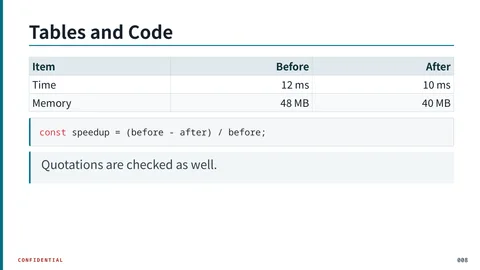 Tables and Code
Item Before After
Time 12 ms 10 ms
Memory 48 MB 40 MB
const speedup = (before - after) / before;
Quotations are checked as well.
CONFIDENTIAL 008